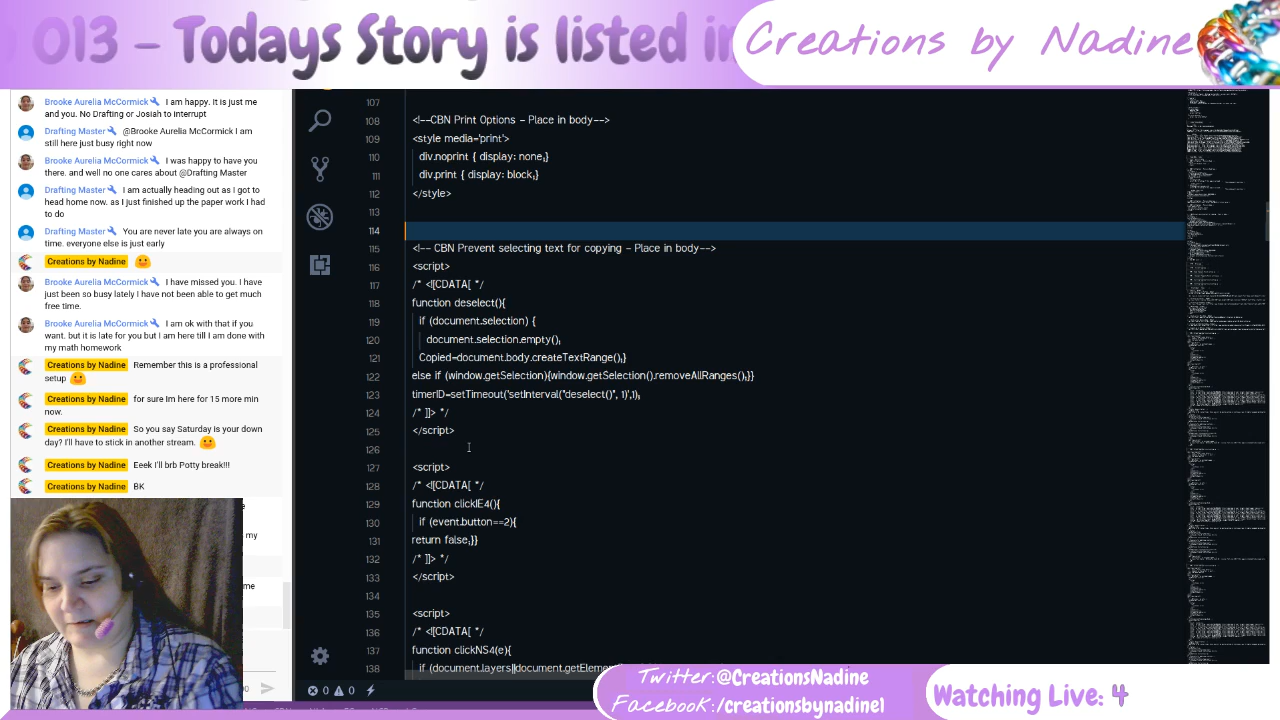 013 - Todays Story is listed in
Creations by Nadine
Brooke Aurelia McCormick I am happy. It is just me
and you. No Drafting or Josiah to interrupt
Drafting Master @Brooke Aurelia McCormick I am
still here just busy right now
Brooke Aurelia McCormick I was happy to have you
there. and well no one cares about @Drafting Master
Drafting Master I am actually heading out as I got to
head home now. as I just finished up the paper work I had
to do
Drafting Master You are never late you are always on
time. everyone else is just early
Creations by Nadine
Brooke Aurelia McCormick I have missed you. I have
just been so busy lately I have not been able to get much
free time.
Brooke Aurelia McCormick I am ok with that if you
want. but it is late for you but I am here till I am done with
my math homework
Creations by Nadine Remember this is a professional
setup
Creations by Nadine for sure Im here for 15 more min
now.
Creations by Nadine So you say Saturday is your down
day? I'll have to stick in another stream.
Creations by Nadine Eeek I'll brb Potty break!!!
Creations by Nadine BK
e
my
me
00
107
108 <!--CBN Print Options - Place in body-->
109 <style media="print">
110 div.noprint { display: none;}
111 div.print { display: block;}
112 </style>
113
114
115 <!-- CBN Prevent selecting text for copying - Place in body-->
116 <script>
117 /* <![CDATA[ */
118 function deselect(){
119 if (document.selection) {
120 document.selection.empty();
121 Copied=document.body.createTextRange();}
122 else if (window.getSelection){window.getSelection().removeAllRanges();}}
123 timerID=setTimeout('setInterval("deselect()", 1)',1);
124 /* ]]> */
125 </script>
126
127 <script>
128 /* <![CDATA[ */
129 function clickIE4(){
130 if (event.button==2){
131 return false;}}
132 /* ]]> */
133 </script>
134
135 <script>
136 /* <![CDATA[ */
137 function clickNS4(e){
138 if (document.layers||document.getElemen
0 0
Twitter:@CreationsNadine
Facebook:/creationsbynadine1
Watching Live: 4